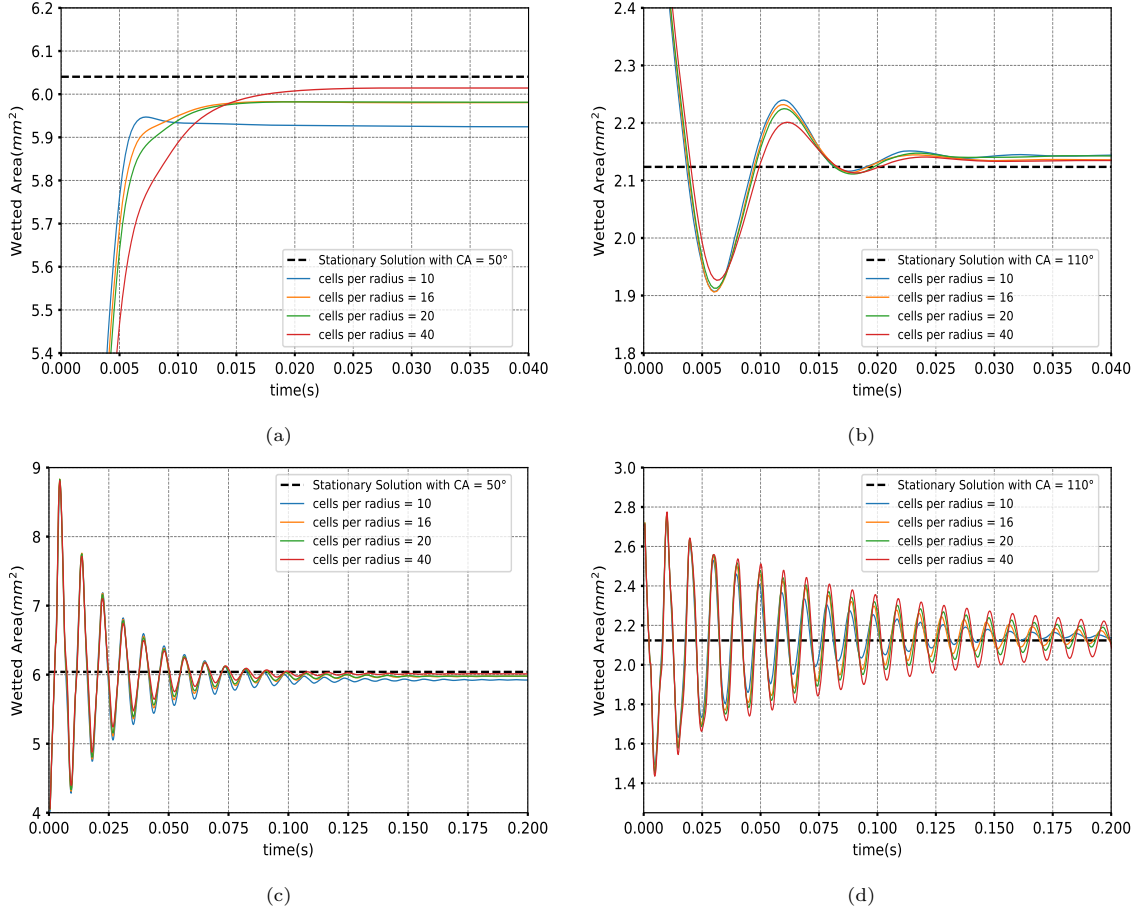 6.2
6.1
6.0
5.9
5.8
5.7
5.6
5.5
5.4
Wetted Area(mm²)
0.000 0.005 0.010 0.015 0.020 0.025 0.030 0.035 0.040
time(s)
Stationary Solution with CA = 50°
cells per radius = 10
cells per radius = 16
cells per radius = 20
cells per radius = 40
(a)
2.4
2.3
2.2
2.1
2.0
1.9
1.8
Wetted Area(mm²)
0.000 0.005 0.010 0.015 0.020 0.025 0.030 0.035 0.040
time(s)
Stationary Solution with CA = 110°
cells per radius = 10
cells per radius = 16
cells per radius = 20
cells per radius = 40
(b)
9
8
7
6
5
4
Wetted Area(mm²)
0.000 0.025 0.050 0.075 0.100 0.125 0.150 0.175 0.200
time(s)
Stationary Solution with CA = 50°
cells per radius = 10
cells per radius = 16
cells per radius = 20
cells per radius = 40
(c)
3.0
2.8
2.6
2.4
2.2
2.0
1.8
1.6
1.4
Wetted Area(mm²)
0.000 0.025 0.050 0.075 0.100 0.125 0.150 0.175 0.200
time(s)
Stationary Solution with CA = 110°
cells per radius = 10
cells per radius = 16
cells per radius = 20
cells per radius = 40
(d)